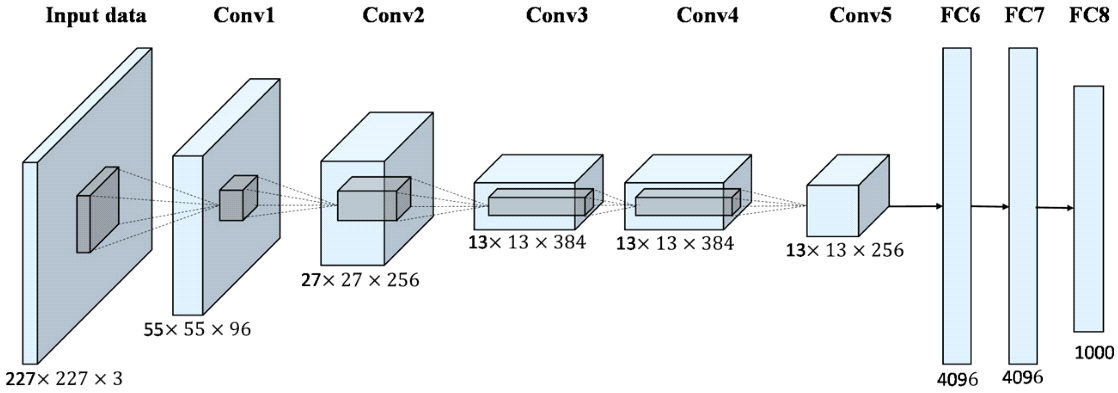 Input data Conv1 Conv2 Conv3 Conv4 Conv5 FC6 FC7 FC8
13× 13 × 384 13× 13 × 384 13× 13 × 256
27× 27 × 256
55× 55 × 96
1000
227× 227 × 3 4096 4096